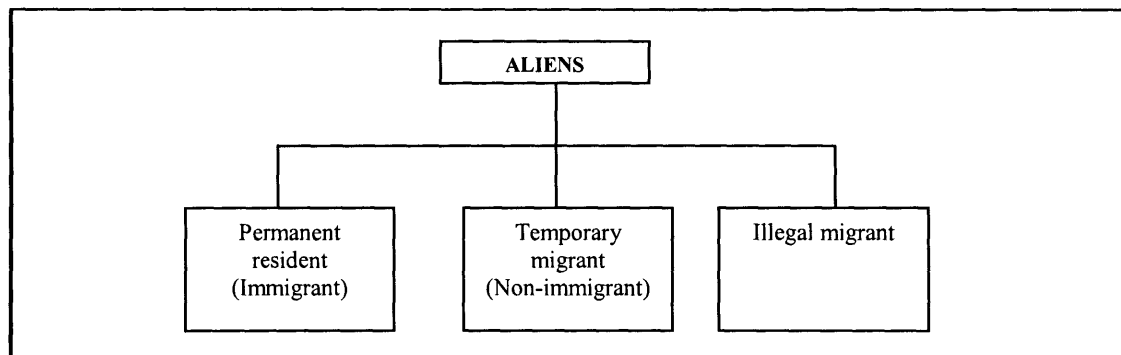 ALIENS
Permanent
resident
(Immigrant)
Temporary
migrant
(Non-immigrant)
Illegal migrant